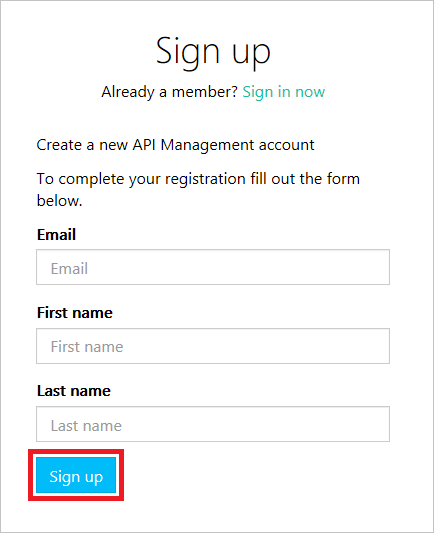 Sign up
Already a member? Sign in now
Create a new API Management account
To complete your registration fill out the form
below.
Email
Email
First name
First name
Last name
Last name
Sign up